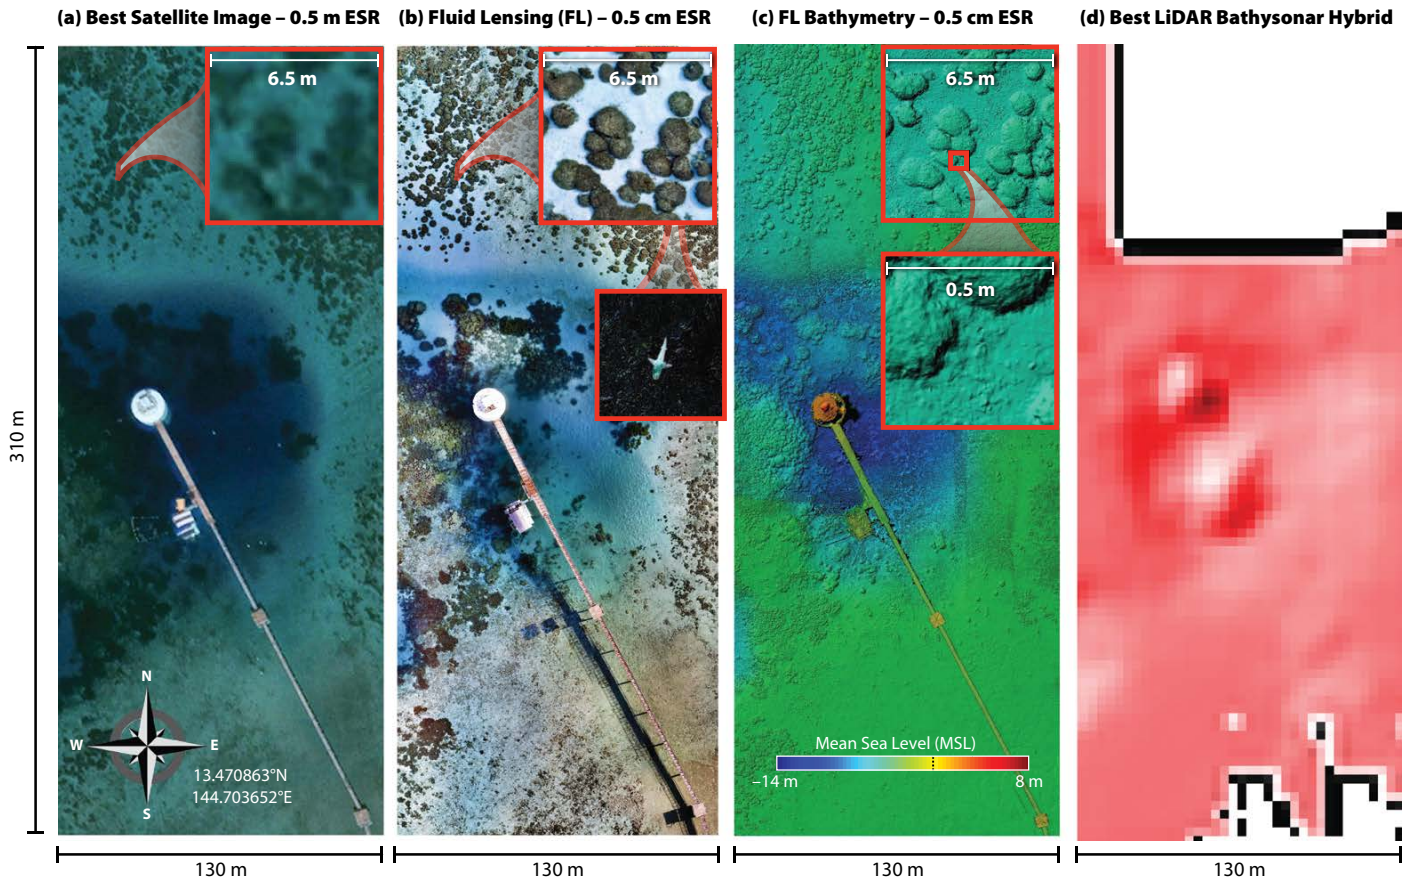 (a) Best Satellite Image – 0.5 m ESR
(b) Fluid Lensing (FL) – 0.5 cm ESR
(c) FL Bathymetry – 0.5 cm ESR
(d) Best LiDAR Bathysonar Hybrid
6.5 m
6.5 m
6.5 m
0.5 m
310 m
N
W
E
S
13.470863°N
144.703652°E
Mean Sea Level (MSL)
–14 m
8 m
130 m
130 m
130 m
130 m